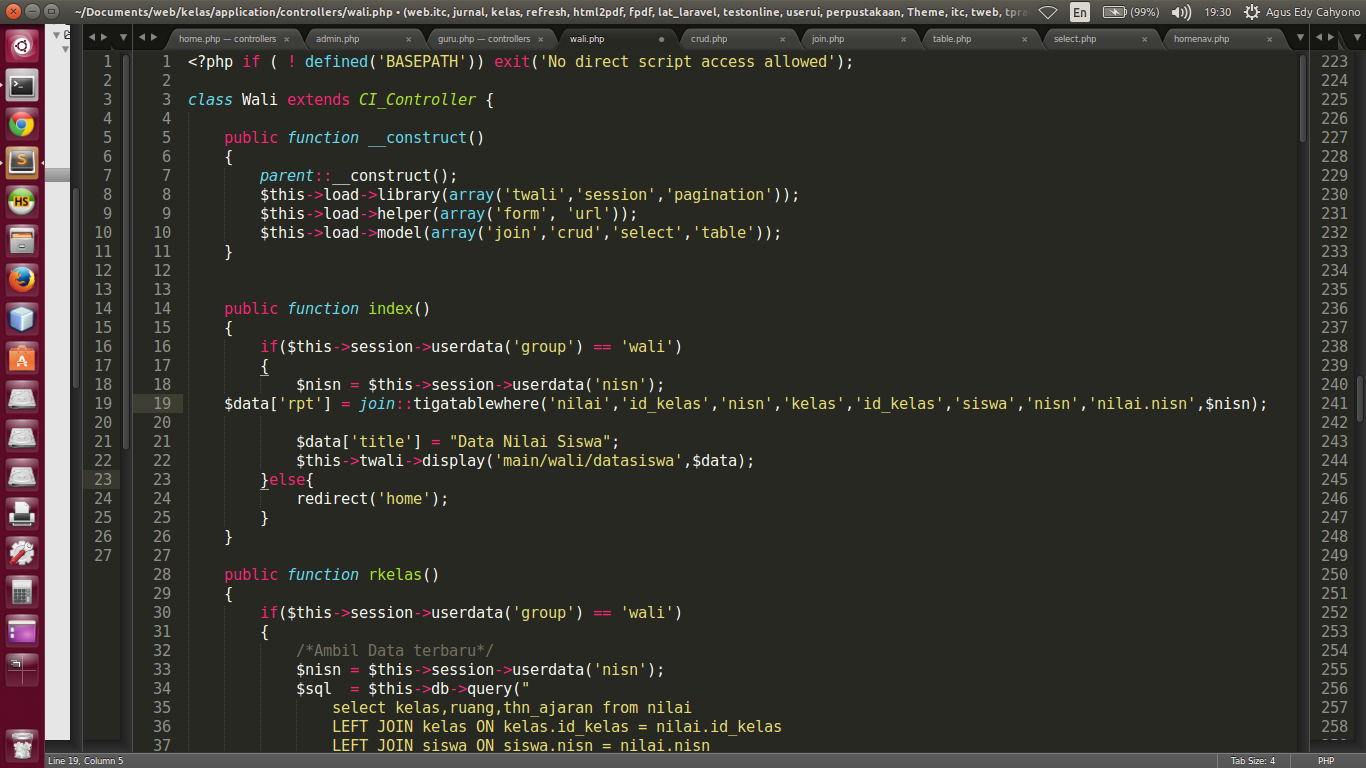 ~/Documents/web/kelas/application/controllers/wali.php • (web.itc, jurnal, kelas, refresh, html2pdf, fpdf, lat_laravel, testonline, userui, perpustakaan, Theme, itc, tweb, tpra
En (99%) 19:30 Agus Edy Cahyono
home.php — controllers × admin.php × guru.php — controllers × wali.php • crud.php × join.php × table.php × select.php × homenav.php ×
1 1 <?php if ( ! defined('BASEPATH')) exit('No direct script access allowed'); 223
2 2 224
3 3 class Wali extends CI_Controller { 225
4 4 226
5 5 public function __construct() 227
6 6 { 228
7 7 parent::__construct(); 229
8 8 $this->load->library(array('twali','session','pagination')); 230
9 9 $this->load->helper(array('form', 'url')); 231
10 10 $this->load->model(array('join','crud','select','table')); 232
11 11 } 233
12 12 234
13 13 235
14 14 public function index() 236
15 15 { 237
16 16 if($this->session->userdata('group') == 'wali') 238
17 17 { 239
18 18 $nisn = $this->session->userdata('nisn'); 240
19 19 $data['rpt'] = join::tigatablewhere('nilai','id_kelas','nisn','kelas','id_kelas','siswa','nisn','nilai.nisn',$nisn); 241
20 20 242
21 21 $data['title'] = "Data Nilai Siswa"; 243
22 22 $this->twali->display('main/wali/datasiswa',$data); 244
23 23 }else{ 245
24 24 redirect('home'); 246
25 25 } 247
26 26 } 248
27 27 249
28 public function rkelas() 250
29 { 251
30 if($this->session->userdata('group') == 'wali') 252
31 { 253
32 /*Ambil Data terbaru*/ 254
33 $nisn = $this->session->userdata('nisn'); 255
34 $sql = $this->db->query(" 256
35 select kelas,ruang,thn_ajaran from nilai 257
36 LEFT JOIN kelas ON kelas.id_kelas = nilai.id_kelas 258
37 LEFT JOIN siswa ON siswa.nisn = nilai.nisn
Line 19, Column 5 Tab Size: 4 PHP